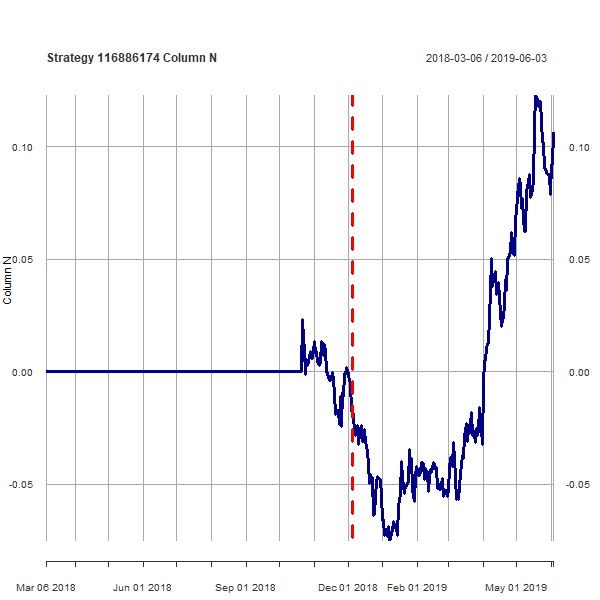 Strategy 116886174 Column N 2018-03-06 / 2019-06-03
0.10 0.10
0.05 0.05
Column N
0.00 0.00
-0.05 -0.05
Mar 06 2018 Jun 01 2018 Sep 01 2018 Dec 01 2018 Feb 01 2019 May 01 2019